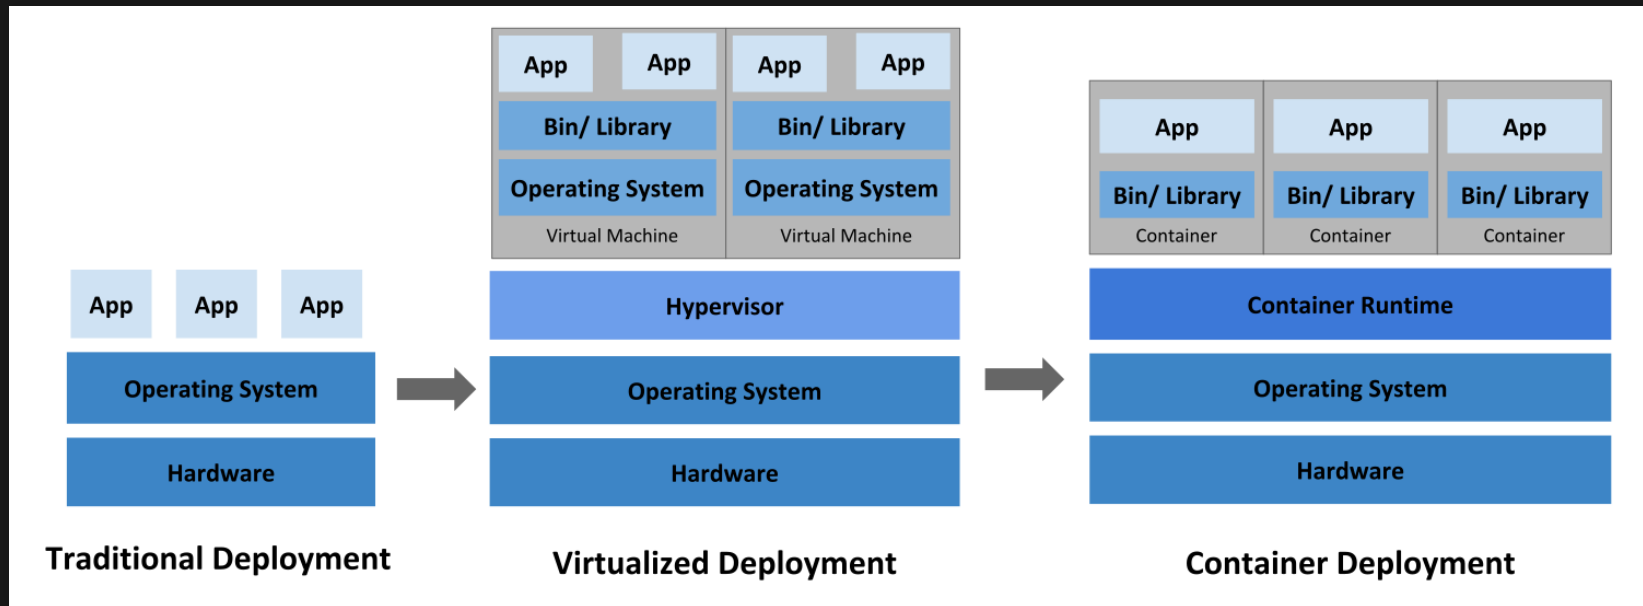 App
App
App
Operating System
Hardware
Traditional Deployment
App
App
Bin/ Library
Operating System
Virtual Machine
App
App
Bin/ Library
Operating System
Virtual Machine
Hypervisor
Operating System
Hardware
Virtualized Deployment
App
Bin/ Library
Container
App
Bin/ Library
Container
App
Bin/ Library
Container
Container Runtime
Operating System
Hardware
Container Deployment